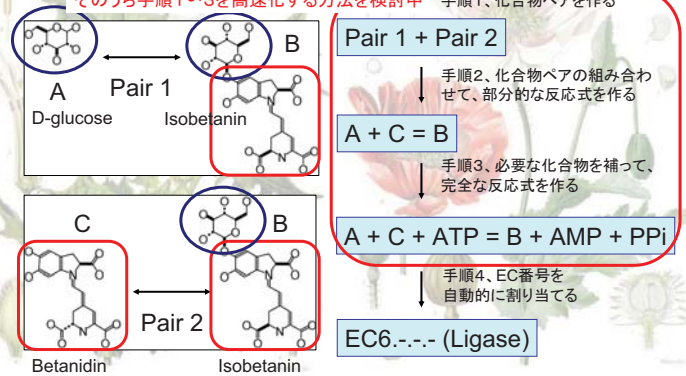 そのうち手順1~3を高速化する方法を検討中
手順1、化合物ペアを作る
A
D-glucose
Pair 1
B
Isobetanin
C
Betanidin
Pair 2
B
Isobetanin
Pair 1 + Pair 2
手順2、化合物ペアの組み合わ
せて、部分的な反応式を作る
A + C = B
手順3、必要な化合物を補って、
完全な反応式を作る
A + C + ATP = B + AMP + PPi
手順4、EC番号を
自動的に割り当てる
EC6.-.-.- (Ligase)